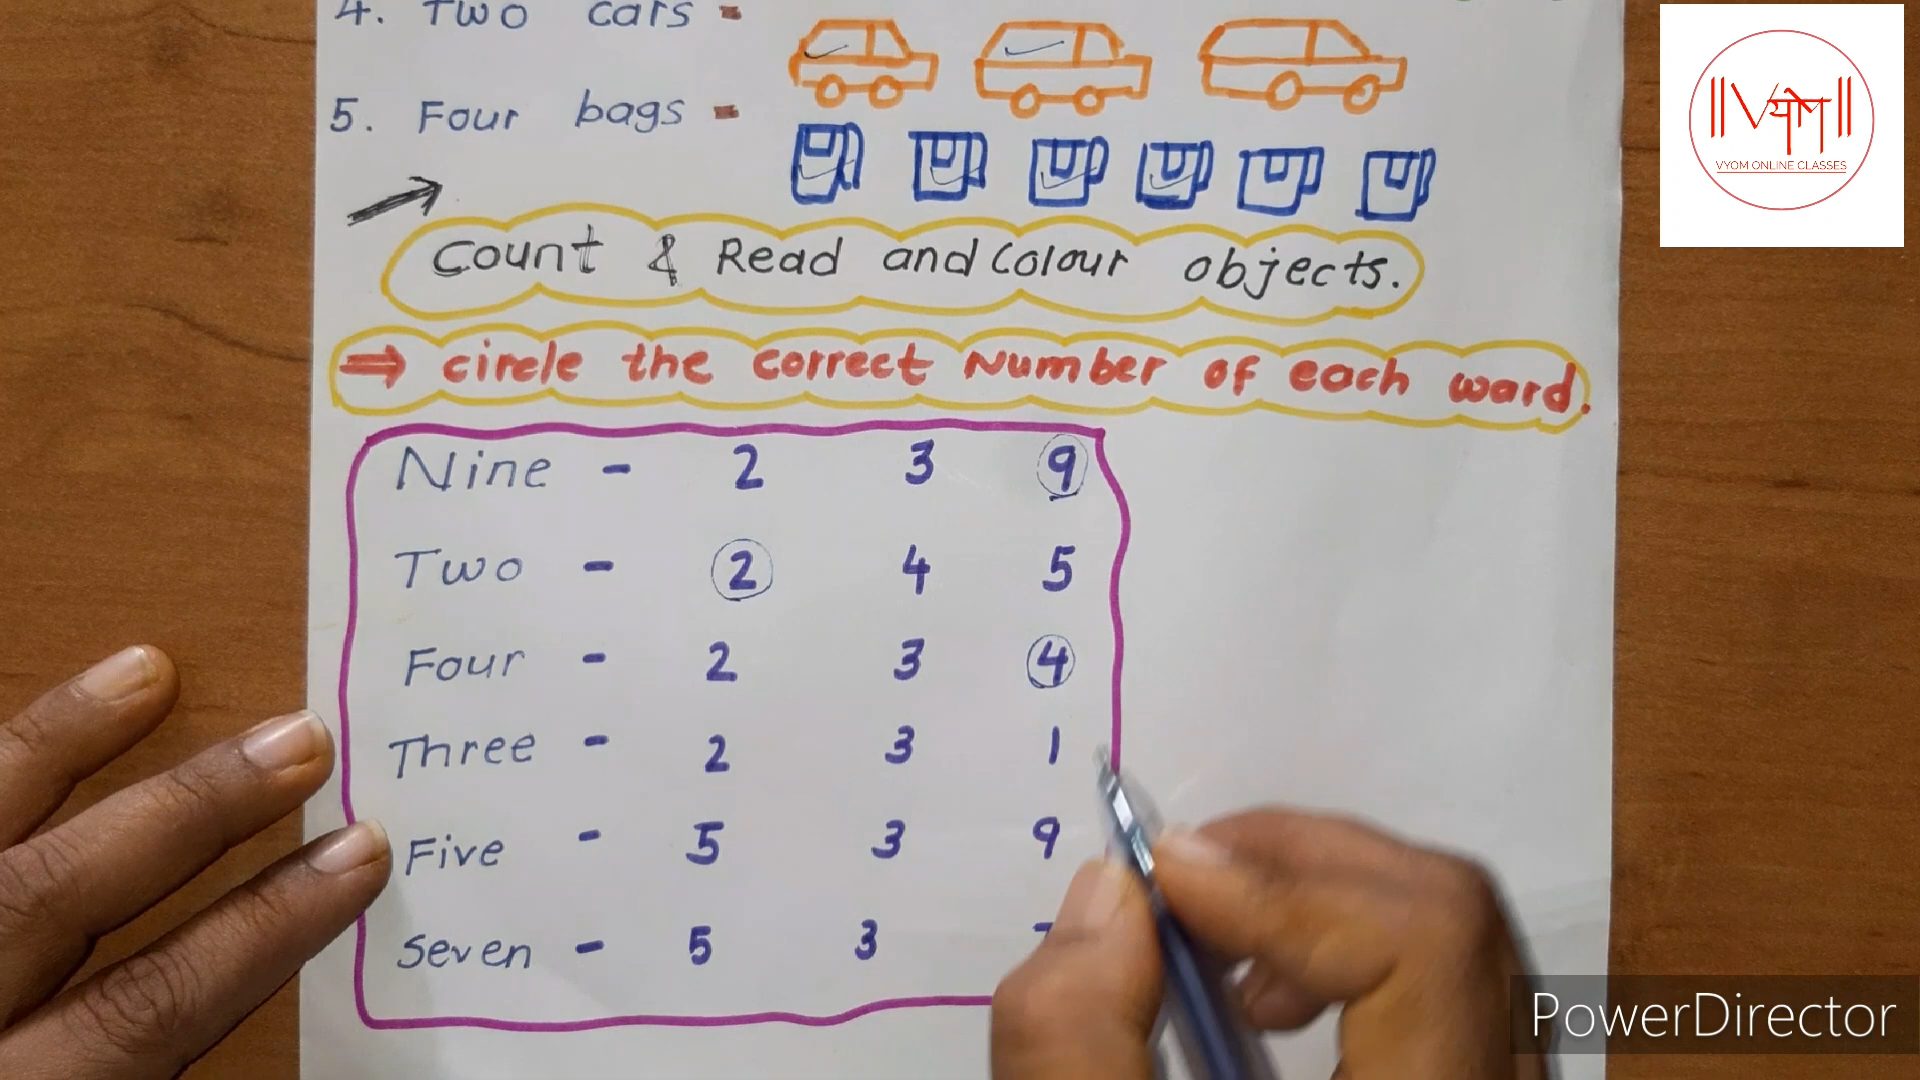 4. Two cars -
5. Four bags -
Count & Read and Colour objects.
⇒ circle the correct Number of each ward.
Nine - 2 3 9
Two - 2 4 5
Four - 2 3 4
Three - 2 3 1
Five - 5 3 9
Seven - 5 3
||Vयोम||
VYOM ONLINE CLASSES
PowerDirector